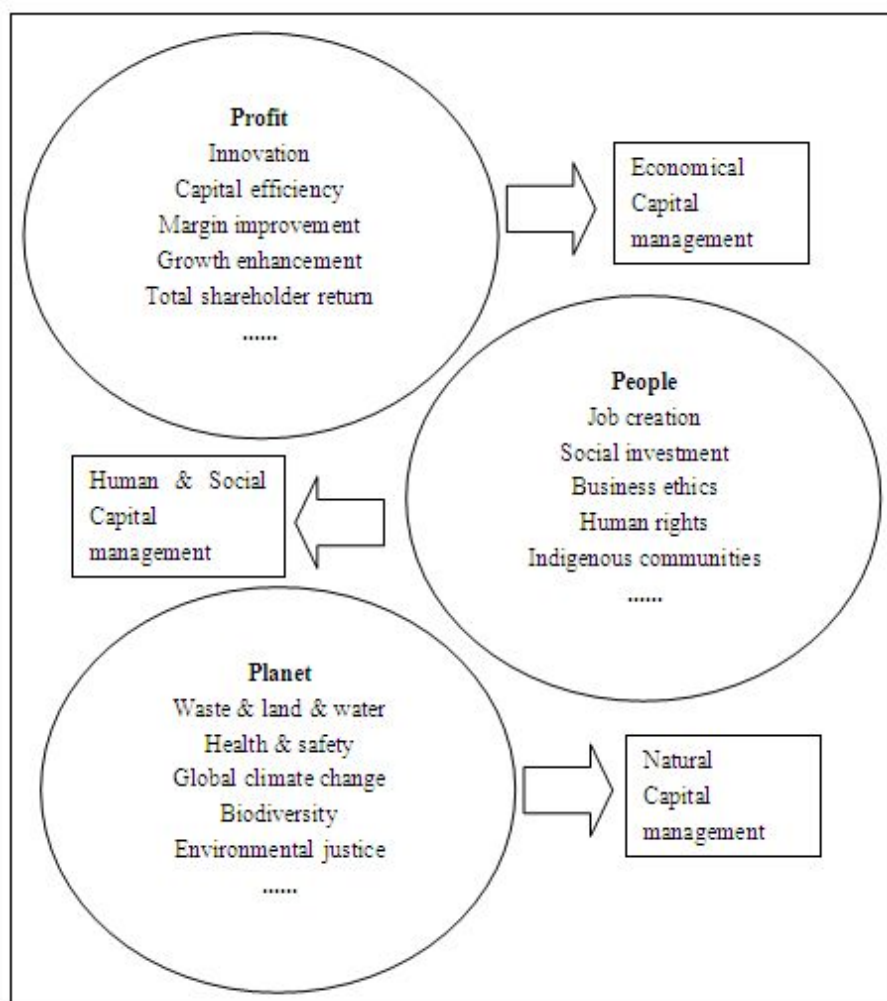 Profit
Innovation
Capital efficiency
Margin improvement
Growth enhancement
Total shareholder return
......
Economical
Capital
management
People
Job creation
Social investment
Business ethics
Human rights
Indigenous communities
......
Human & Social
Capital
management
Planet
Waste & land & water
Health & safety
Global climate change
Biodiversity
Environmental justice
......
Natural
Capital
management